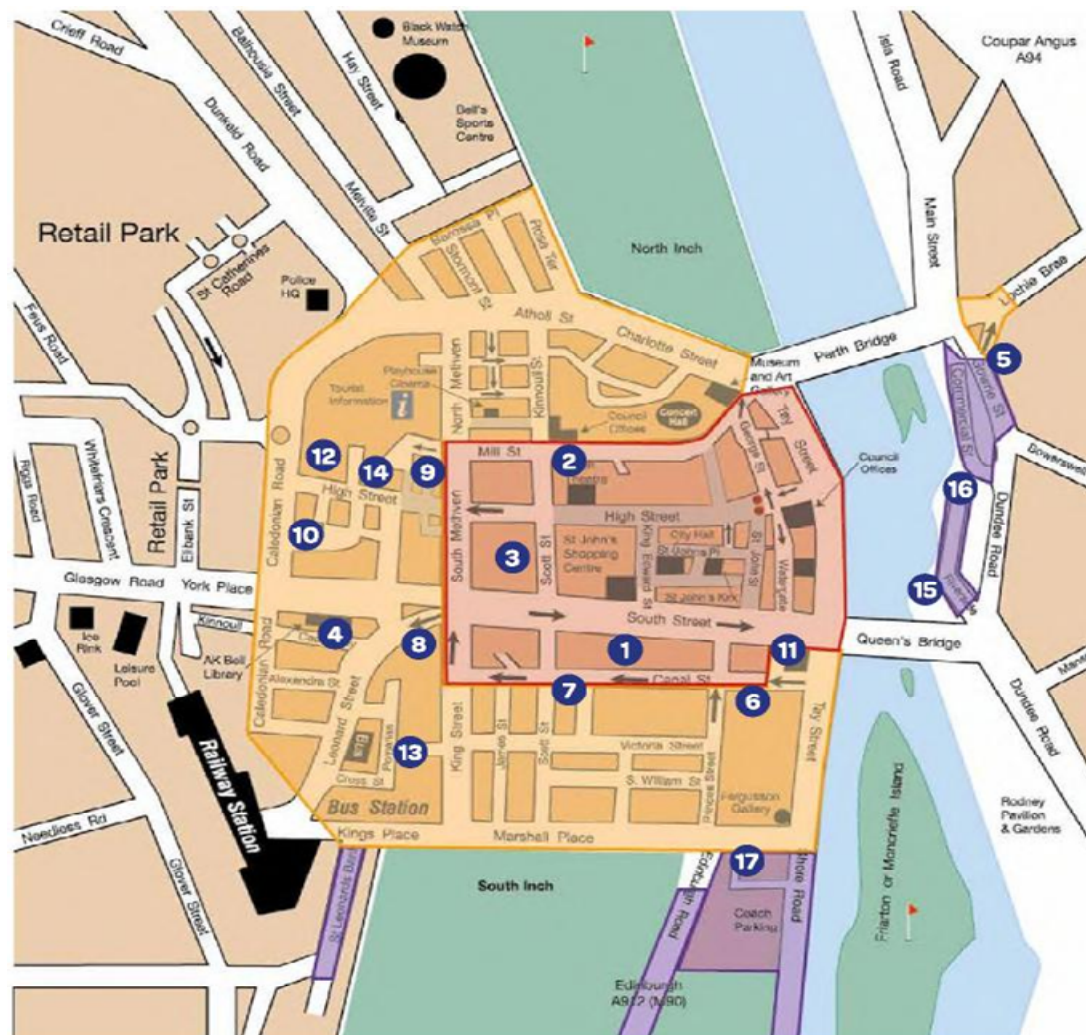 Crieff Road
Balhousie Street
Hay Street
Black Watch
Museum
Bell's
Sports
Centre
Isla Road
Coupar Angus
A94
Dunkeld Road
Melville St
Retail Park
St Catherines
Road
Police
HQ
Feus Road
Barossa Pl
Stormont St
Rose Ter
North Inch
Main Street
Lochie Brae
Atholl St
Charlotte Street
Perth Bridge
5
Museum
and Art
Playhouse
Cinema
Tourist
Information
North Methven
Kinnoull St
Council
Offices
Concert
Hall
Commercial St
Bowerswell
Tay Street
George St
Council
Offices
12
14
9
Mill St
2
16
Riggs Road
Whitefriars Crescent
Retail Park
Elibank St
Caledonian Road
High Street
10
South Methven
High Street
3
Scott St
St John's
Shopping
Centre
King Edward St
City Hall
St John's Pl
St John's Kirk
St John St
Watergate
Dundee Road
15
Glasgow Road
York Place
Kinnoull
South Street
Queen's Bridge
Ice
Rink
Leisure
Pool
AK Bell
Library
4
8
1
11
Caledonian Road
Alexandra St
Canal St
7
6
Leonard Street
Bus
13
King Street
James St
Scott St
Victoria Street
S. William St
Princes Street
Tay Street
Dundee Road
Glover Street
Railway Station
Cross St
Bus Station
Fergusson
Gallery
Friarton or Moncrieffe Island
Rodney
Pavilion
& Gardens
Needless Rd
Kings Place
Marshall Place
17
Glover Street
South Inch
Edinburgh Road
Shore Road
Coach
Parking
Edinburgh
A912 (M90)